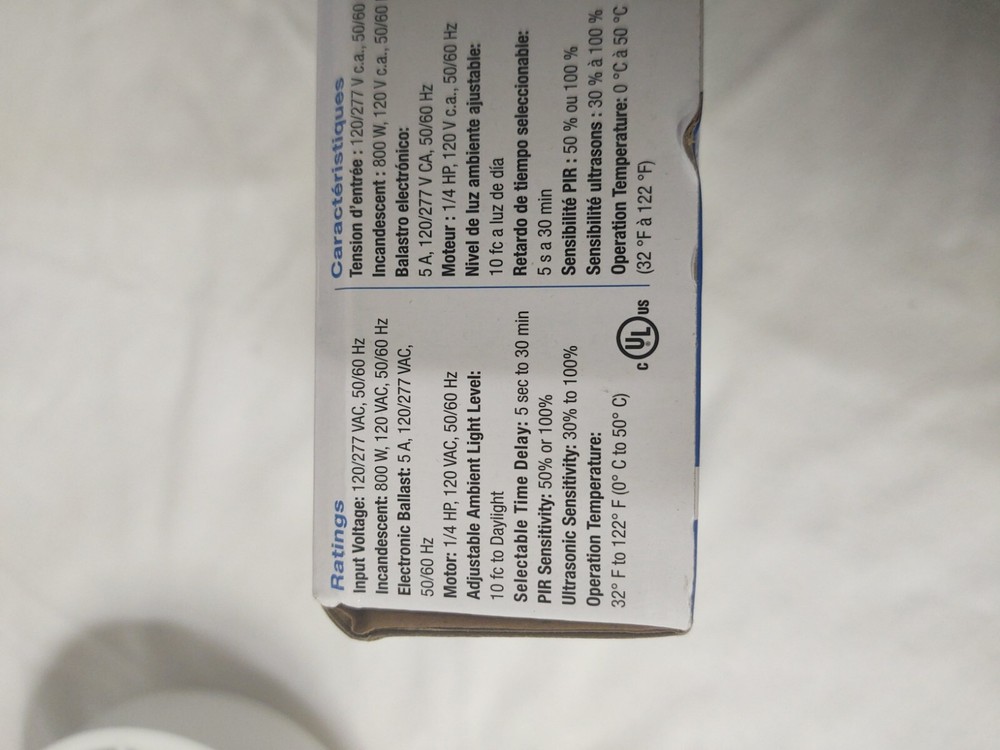 Ratings
Input Voltage: 120/277 VAC, 50/60 Hz
Incandescent: 800 W, 120 VAC, 50/60 Hz
Electronic Ballast: 5 A, 120/277 VAC,
50/60 Hz
Motor: 1/4 HP, 120 VAC, 50/60 Hz
Adjustable Ambient Light Level:
10 fc to Daylight
Selectable Time Delay: 5 sec to 30 min
PIR Sensitivity: 50% or 100%
Ultrasonic Sensitivity: 30% to 100%
Operation Temperature:
32° F to 122° F (0° C to 50° C)
C UL US
Caractéristiques
Tension d'entrée : 120/277 V c.a., 50/60
Incandescent : 800 W, 120 V c.a., 50/60
Balastro electrónico:
5 A, 120/277 V CA, 50/60 Hz
Moteur : 1/4 HP, 120 V c.a., 50/60 Hz
Nivel de luz ambiente ajustable:
10 fc a luz de dia
Retardo de tiempo seleccionable:
5 s a 30 min
Sensibilité PIR : 50 % ou 100 %
Sensibilité ultrasons : 30 % à 100 %
Operation Temperature: 0 °C à 50 °C
(32 °F à 122 °F)